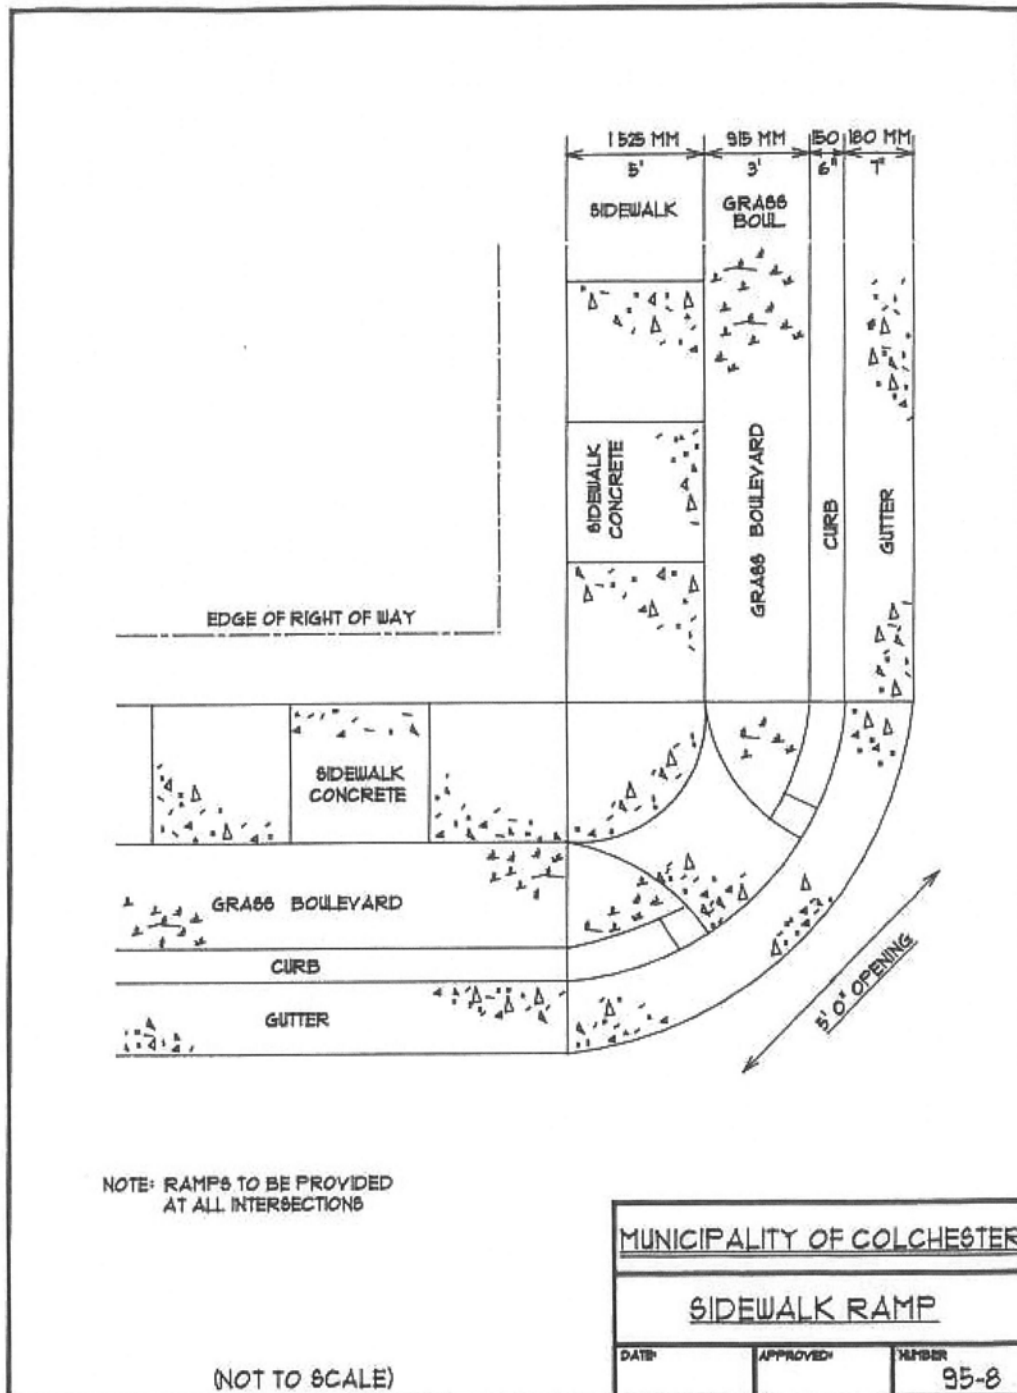 1525 MM 915 MM 150 180 MM
5' 3' 6" 7"
SIDEWALK
GRASS
BOUL.
SIDEWALK
CONCRETE
GRASS BOULEVARD
CURB
GUTTER
EDGE OF RIGHT OF WAY
SIDEWALK
CONCRETE
GRASS BOULEVARD
CURB
GUTTER
5' 0" OPENING
NOTE: RAMPS TO BE PROVIDED
AT ALL INTERSECTIONS
(NOT TO SCALE)
MUNICIPALITY OF COLCHESTER
SIDEWALK RAMP
DATE: APPROVED: NUMBER
95-8